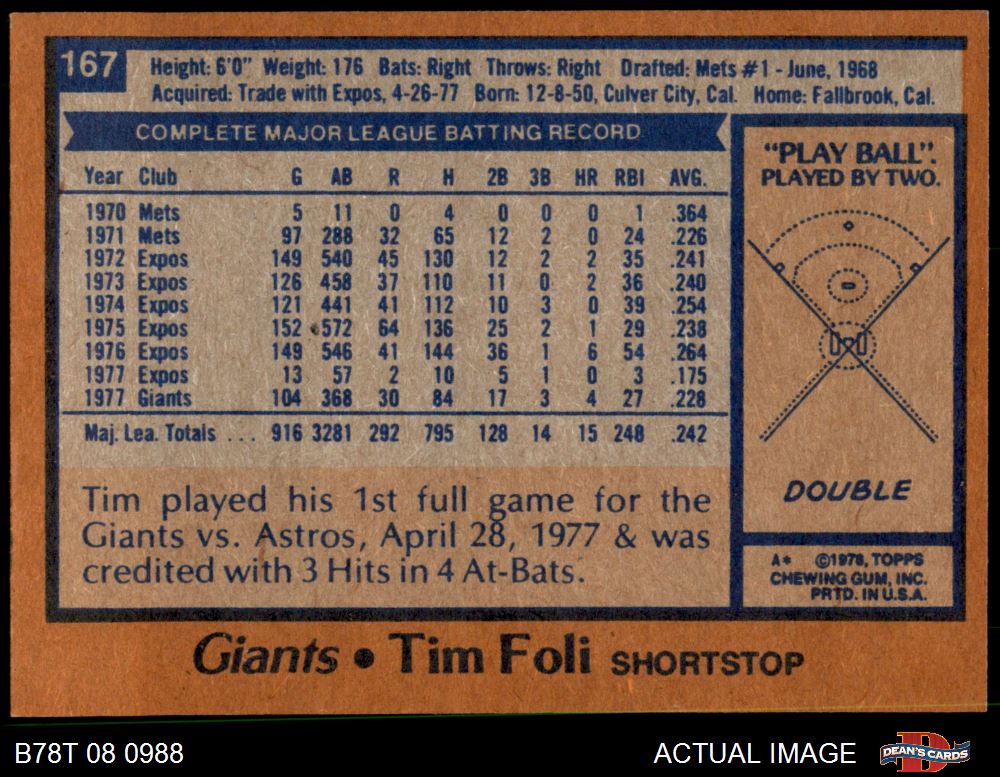 167
Height: 6'0" Weight: 176 Bats: Right Throws: Right Drafted: Mets #1 - June, 1968
Acquired: Trade with Expos, 4-26-77 Born: 12-8-50, Culver City, Cal. Home: Fallbrook, Cal.
COMPLETE MAJOR LEAGUE BATTING RECORD
Year Club G AB R H 2B 3B HR RBI AVG.
1970 Mets 5 11 0 4 0 0 0 1 .364
1971 Mets 97 288 32 65 12 2 0 24 .226
1972 Expos 149 540 45 130 12 2 2 35 .241
1973 Expos 126 458 37 110 11 0 2 36 .240
1974 Expos 121 441 41 112 10 3 0 39 .254
1975 Expos 152 572 64 136 25 2 1 29 .238
1976 Expos 149 546 41 144 36 1 6 54 .264
1977 Expos 13 57 2 10 5 1 0 3 .175
1977 Giants 104 368 30 84 17 3 4 27 .228
Maj. Lea. Totals ... 916 3281 292 795 128 14 15 248 .242
Tim played his 1st full game for the
Giants vs. Astros, April 28, 1977 & was
credited with 3 Hits in 4 At-Bats.
"PLAY BALL".
PLAYED BY TWO.
DOUBLE
A* ©1978, TOPPS
CHEWING GUM, INC.
PRTD. IN U.S.A.
Giants • Tim Foli SHORTSTOP
B78T 08 0988
ACTUAL IMAGE
D
DEAN'S CARDS